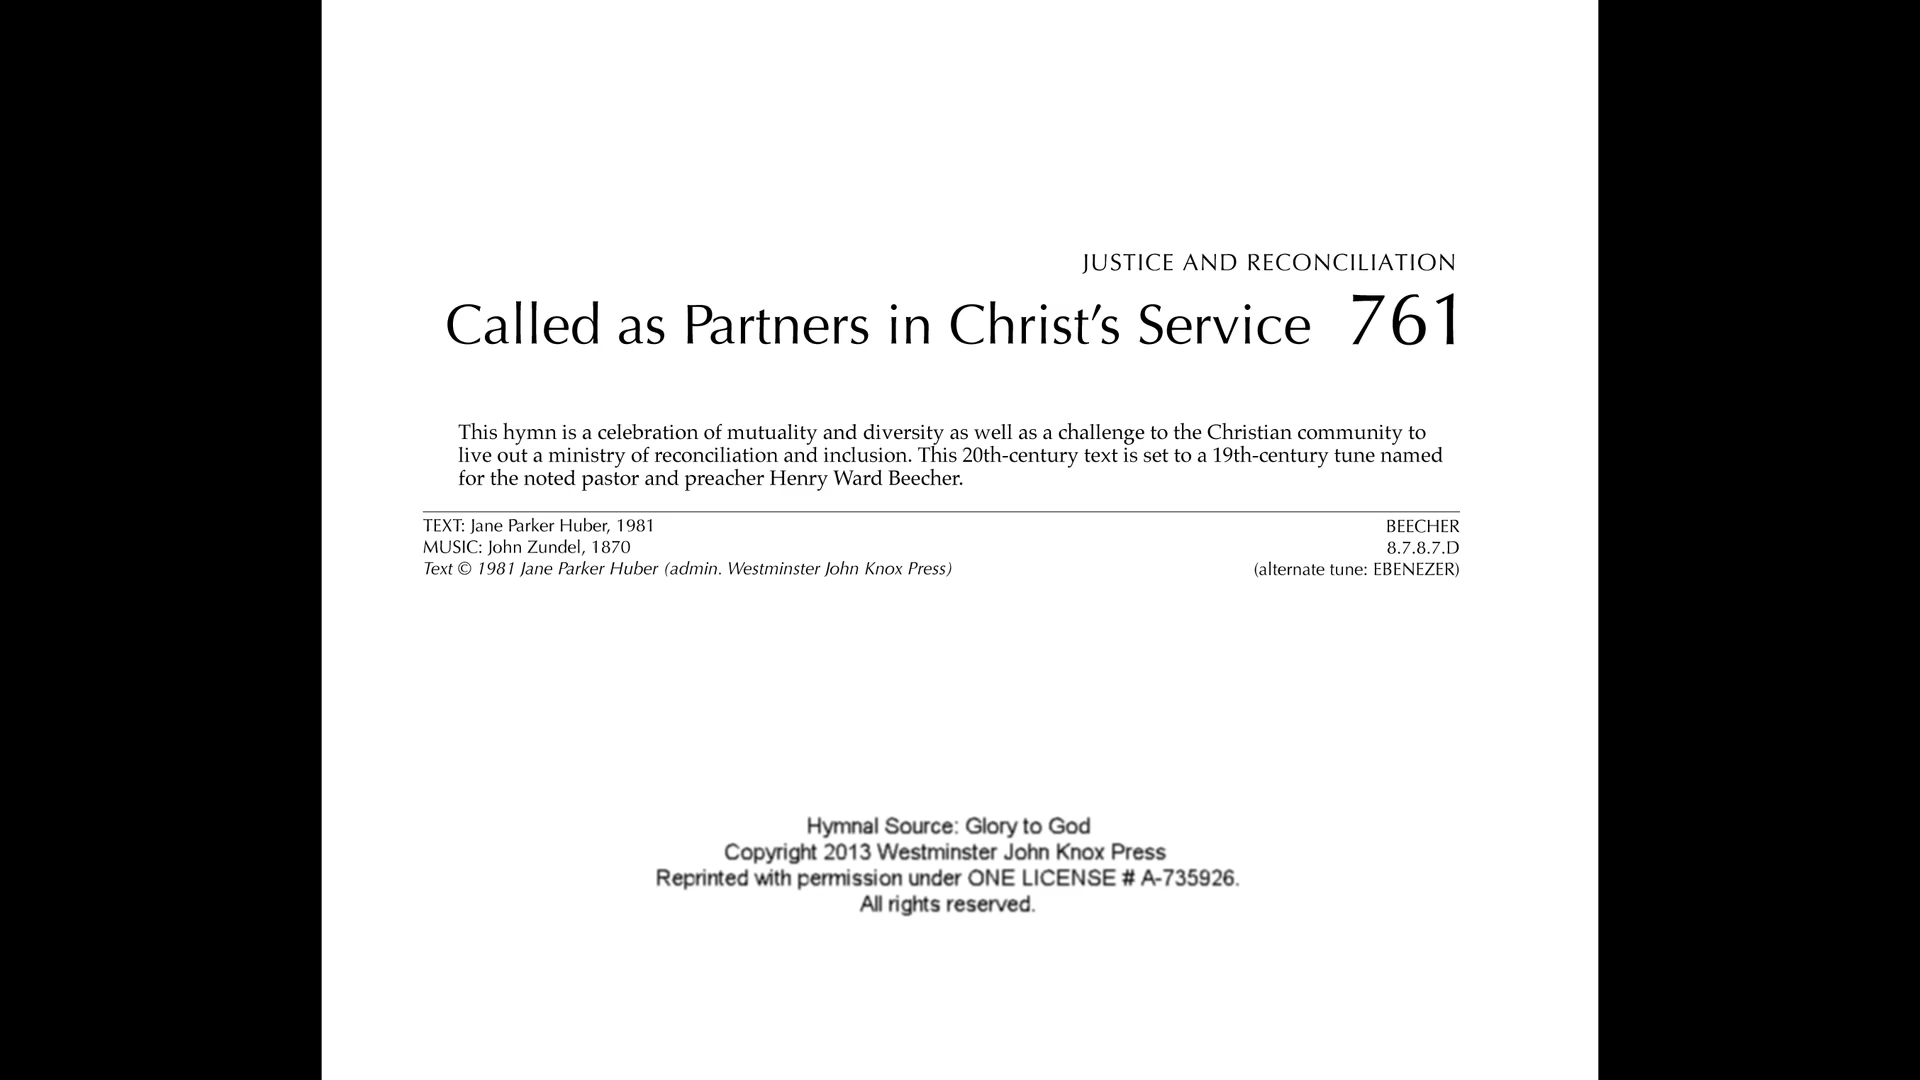 JUSTICE AND RECONCILIATION
Called as Partners in Christ’s Service 761
This hymn is a celebration of mutuality and diversity as well as a challenge to the Christian community to
live out a ministry of reconciliation and inclusion. This 20th-century text is set to a 19th-century tune named
for the noted pastor and preacher Henry Ward Beecher.
TEXT: Jane Parker Huber, 1981
MUSIC: John Zundel, 1870
Text © 1981 Jane Parker Huber (admin. Westminster John Knox Press)
BEECHER
8.7.8.7.D
(alternate tune: EBENEZER)
Hymnal Source: Glory to God
Copyright 2013 Westminster John Knox Press
Reprinted with permission under ONE LICENSE # A-735926.
All rights reserved.